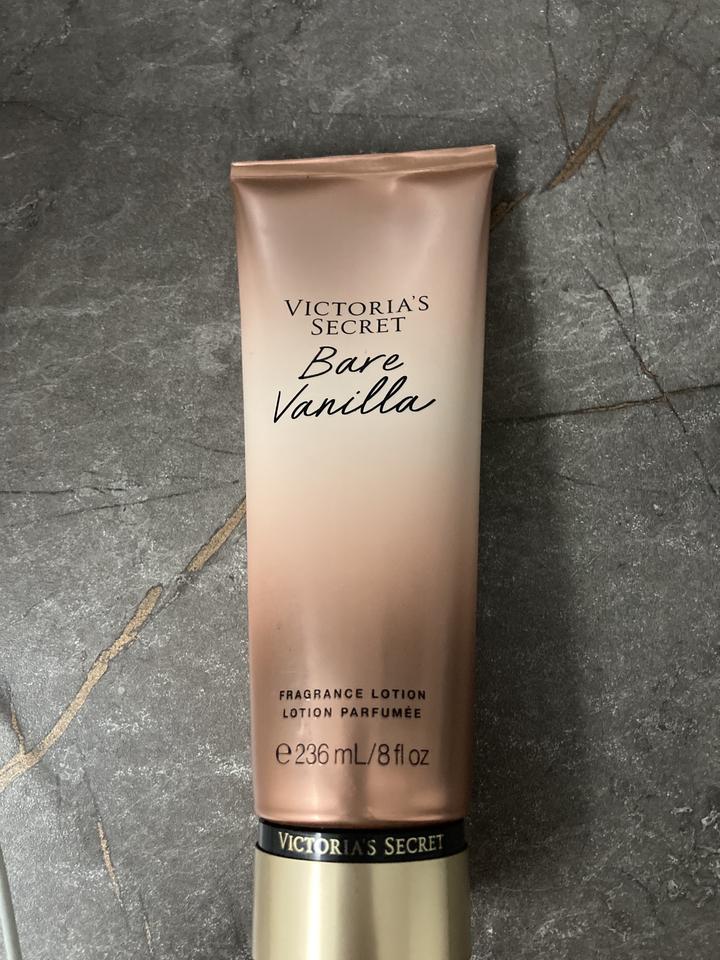 VICTORIA'S
SECRET
Bare
Vanilla
FRAGRANCE LOTION
LOTION PARFUMÉE
℮ 236 mL/8 fl oz
VICTORIA'S SECRET